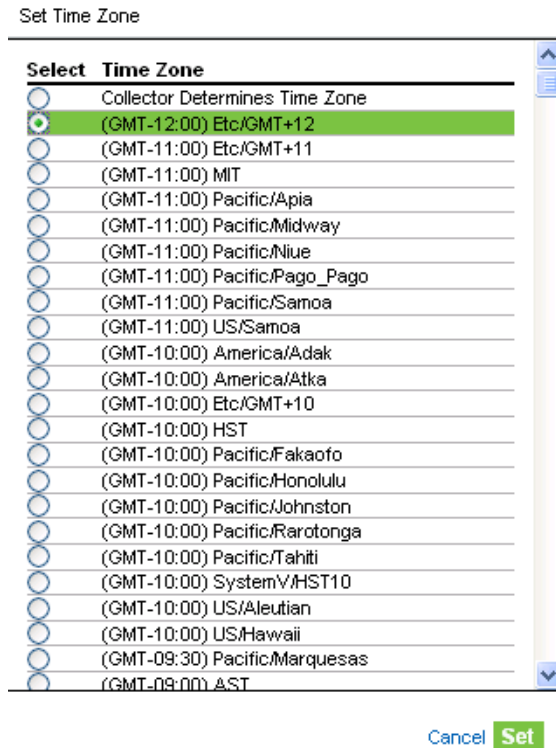 Set Time Zone
Select Time Zone
Collector Determines Time Zone
(GMT-12:00) Etc/GMT+12
(GMT-11:00) Etc/GMT+11
(GMT-11:00) MIT
(GMT-11:00) Pacific/Apia
(GMT-11:00) Pacific/Midway
(GMT-11:00) Pacific/Niue
(GMT-11:00) Pacific/Pago_Pago
(GMT-11:00) Pacific/Samoa
(GMT-11:00) US/Samoa
(GMT-10:00) America/Adak
(GMT-10:00) America/Atka
(GMT-10:00) Etc/GMT+10
(GMT-10:00) HST
(GMT-10:00) Pacific/Fakaofo
(GMT-10:00) Pacific/Honolulu
(GMT-10:00) Pacific/Johnston
(GMT-10:00) Pacific/Rarotonga
(GMT-10:00) Pacific/Tahiti
(GMT-10:00) SystemV/HST10
(GMT-10:00) US/Aleutian
(GMT-10:00) US/Hawaii
(GMT-09:30) Pacific/Marquesas
(GMT-09:00) AST
Cancel Set